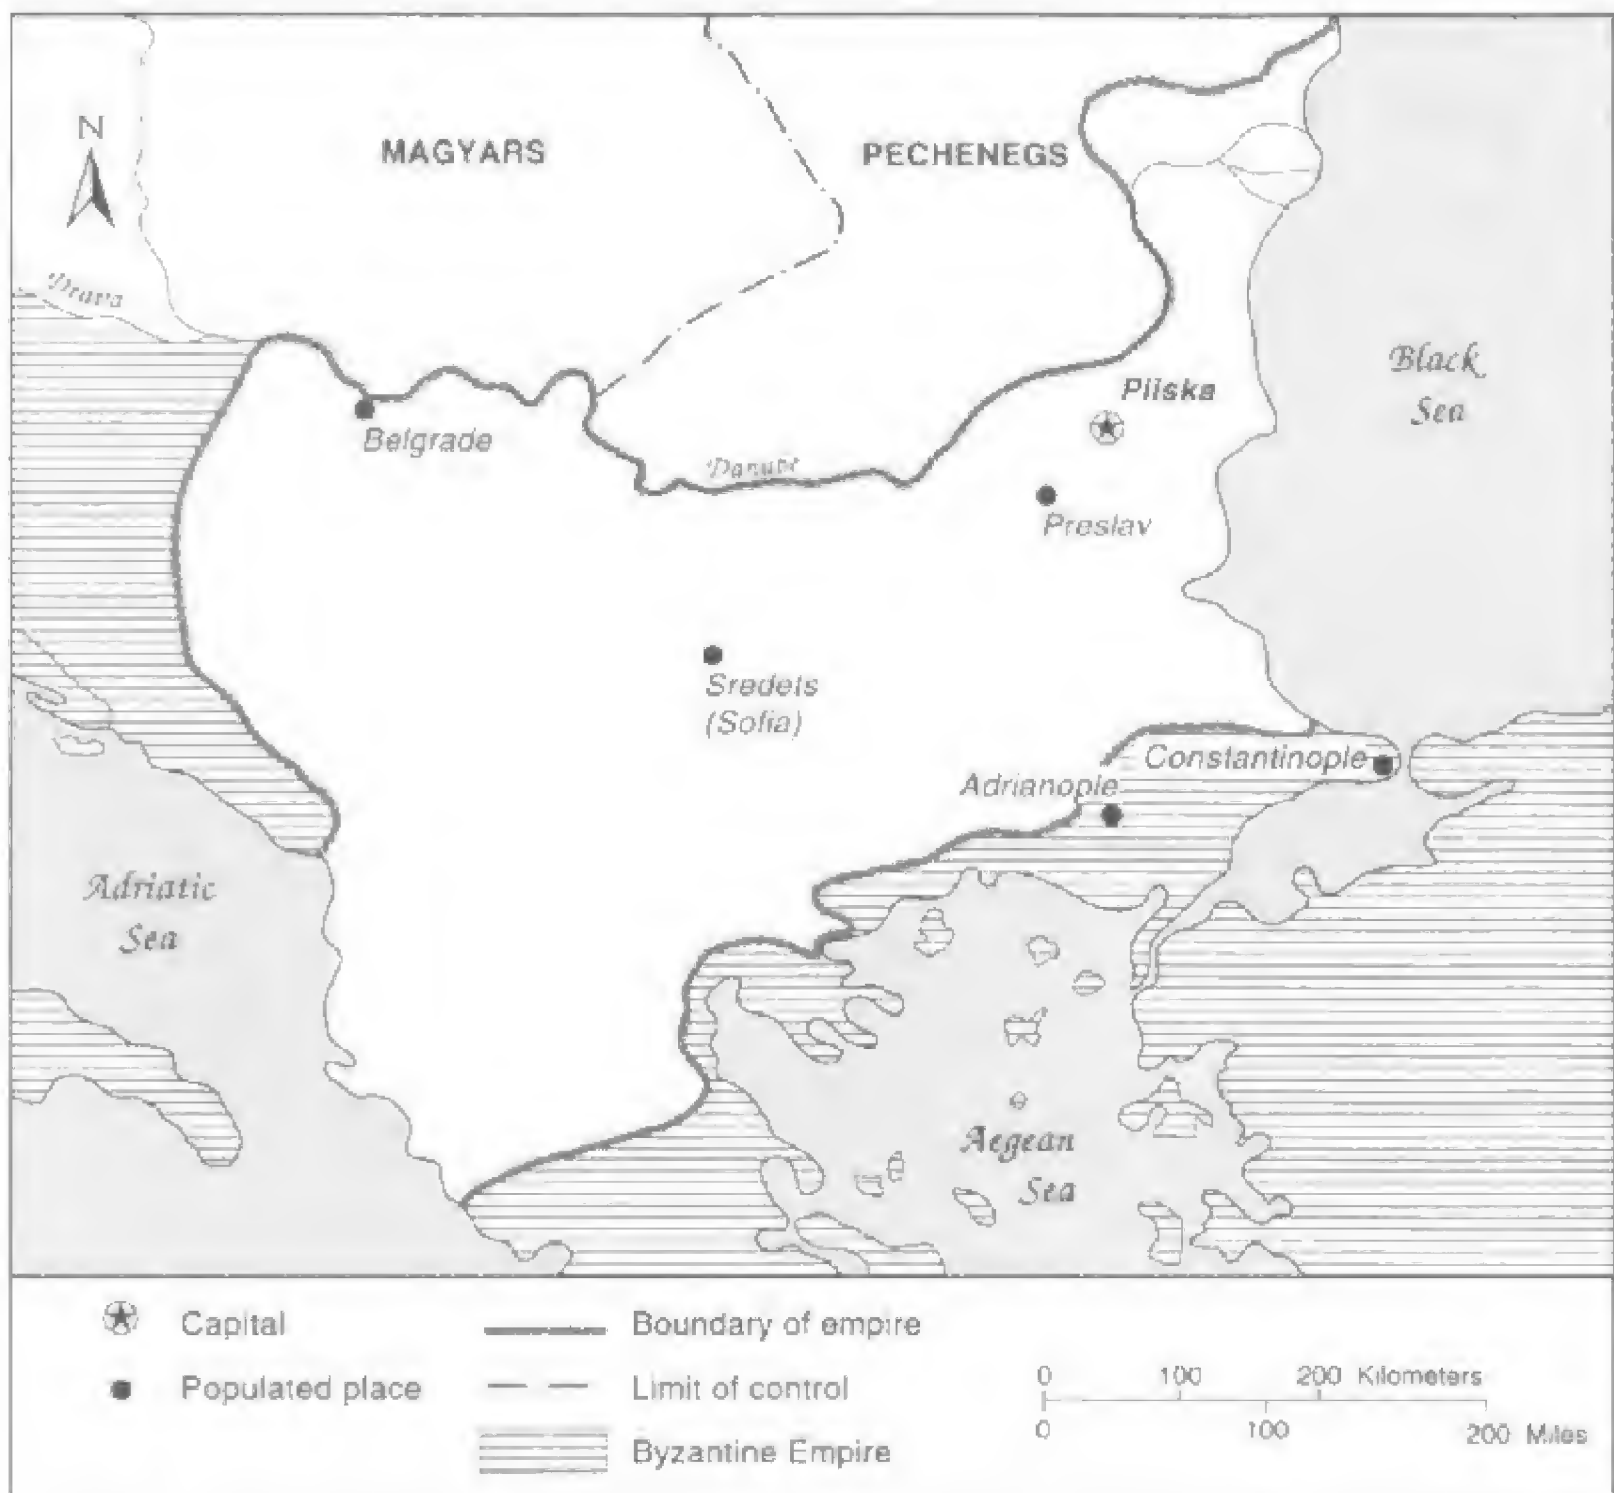 N
MAGYARS
PECHENEGS
Drava
Black
Sea
Pliska
Belgrade
Danube
Preslav
Sredets
(Sofia)
Constantinople
Adrianople
Adriatic
Sea
Aegean
Sea
Capital
Boundary of empire
Populated place
Limit of control
Byzantine Empire
0 100 200 Kilometers
0 100 200 Miles